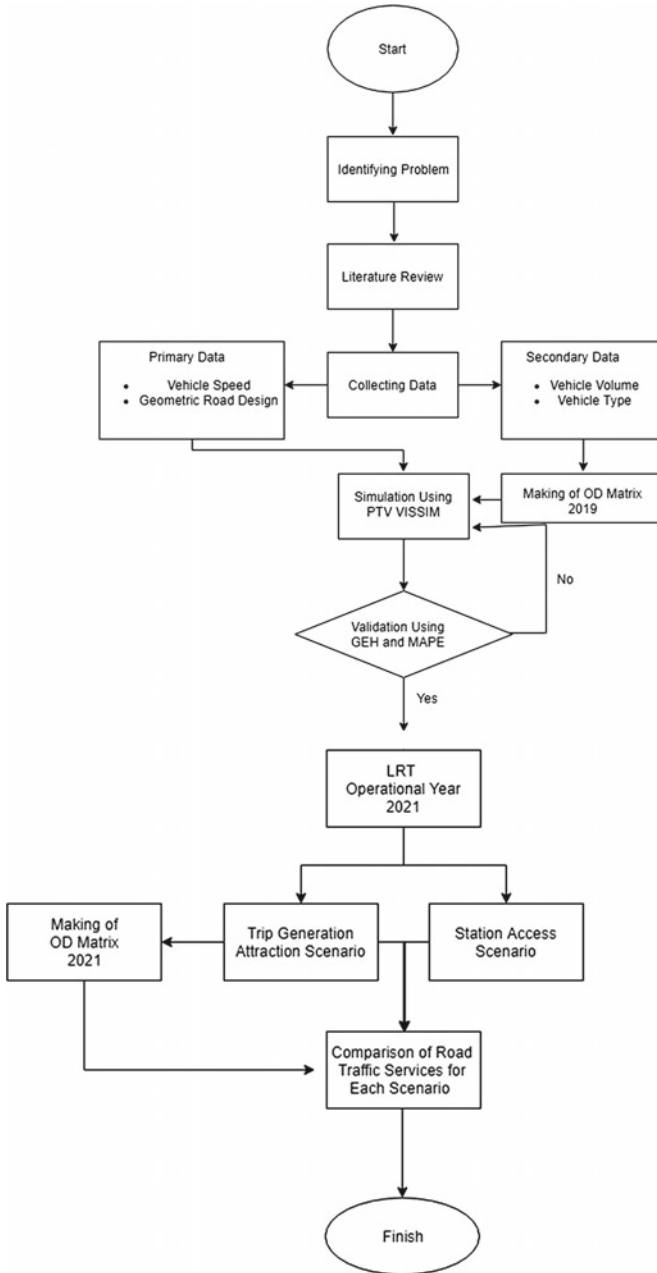 Start
Identifying Problem
Literature Review
Primary Data
• Vehicle Speed
• Geometric Road Design
Collecting Data
Secondary Data
• Vehicle Volume
• Vehicle Type
Simulation Using
PTV VISSIM
Making of OD Matrix
2019
No
Validation Using
GEH and MAPE
Yes
LRT
Operational Year
2021
Making of
OD Matrix
2021
Trip Generation
Attraction Scenario
Station Access
Scenario
Comparison of Road
Traffic Services for
Each Scenario
Finish